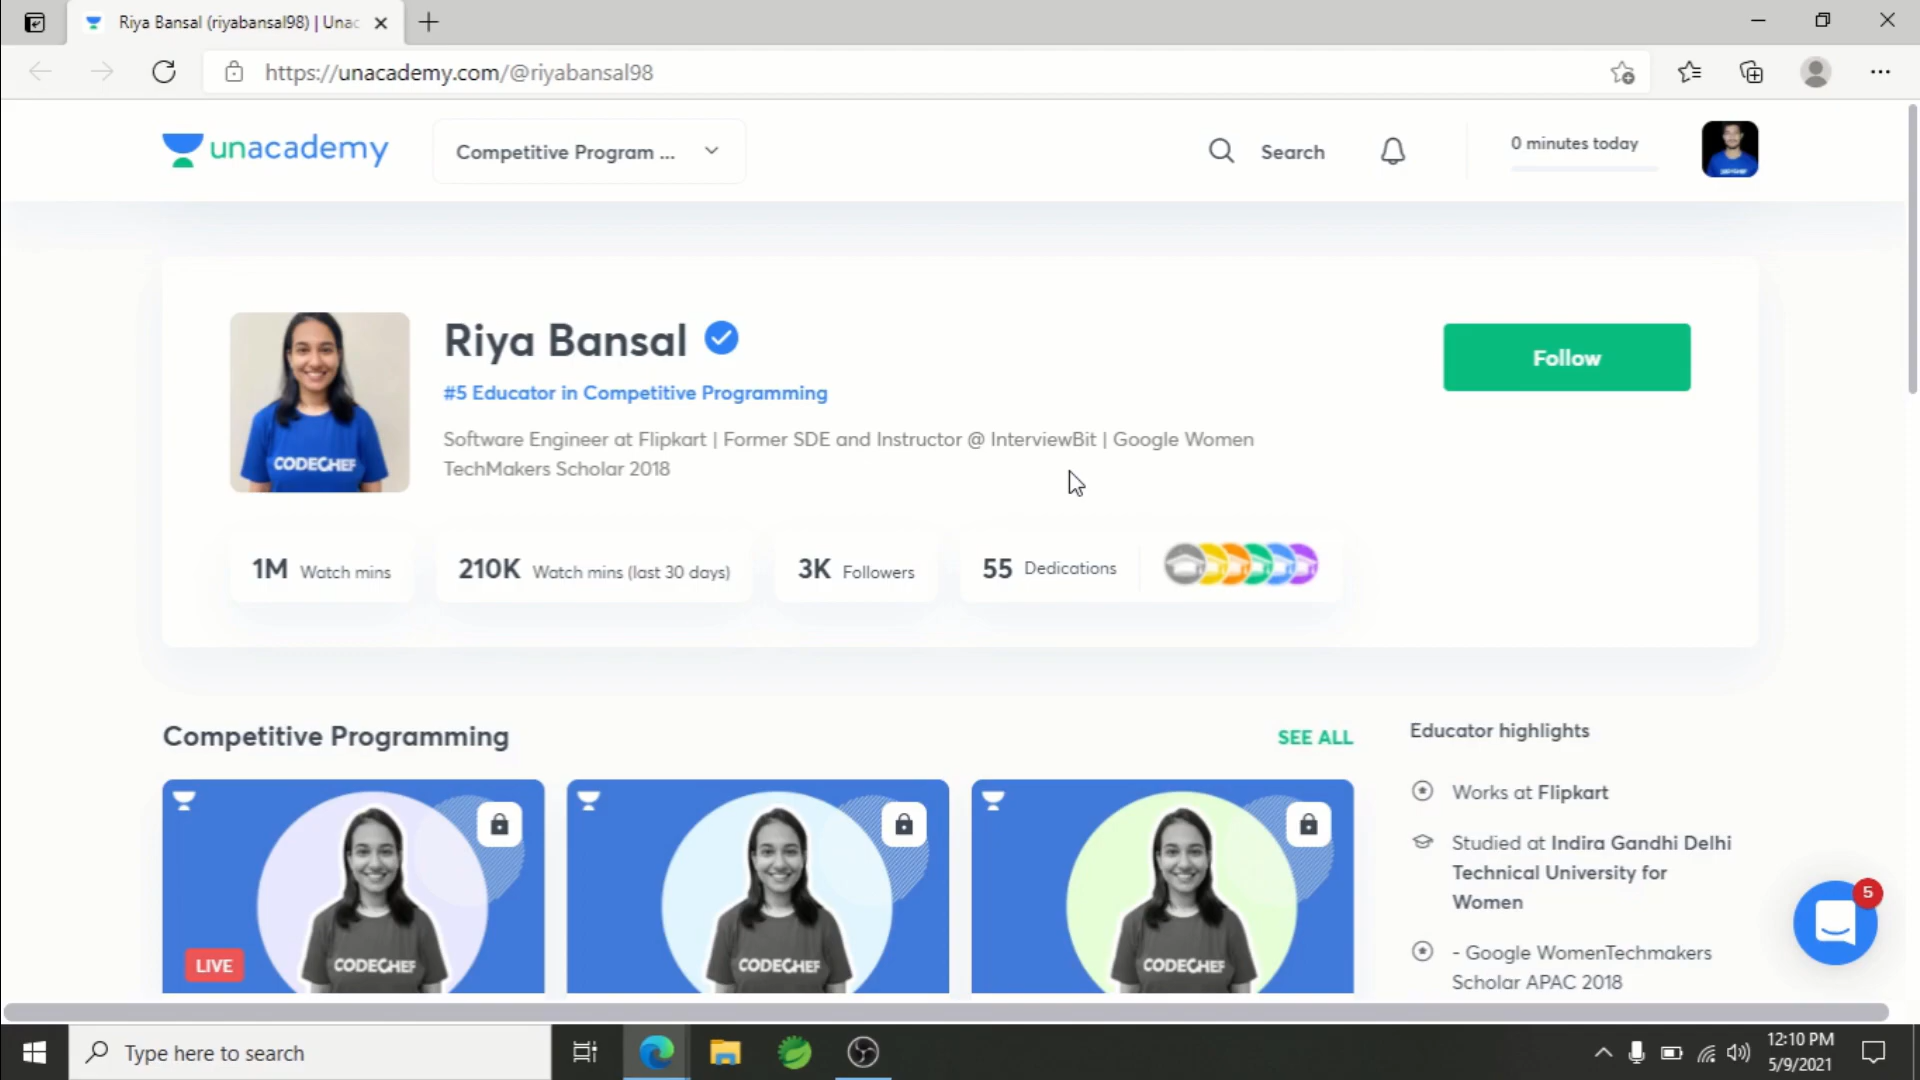 Riya Bansal (riyabansal98) | Unac
https://unacademy.com/@riyabansal98
unacademy
Competitive Program ...
Search
0 minutes today
Riya Bansal
Follow
#5 Educator in Competitive Programming
Software Engineer at Flipkart | Former SDE and Instructor @ InterviewBit | Google Women
TechMakers Scholar 2018
CODECHEF
1M Watch mins
210K Watch mins (last 30 days)
3K Followers
55 Dedications
Competitive Programming
SEE ALL
LIVE
CODECHEF
CODECHEF
CODECHEF
Educator highlights
Works at Flipkart
Studied at Indira Gandhi Delhi
Technical University for
Women
- Google WomenTechmakers
Scholar APAC 2018
5
Type here to search
12:10 PM
5/9/2021